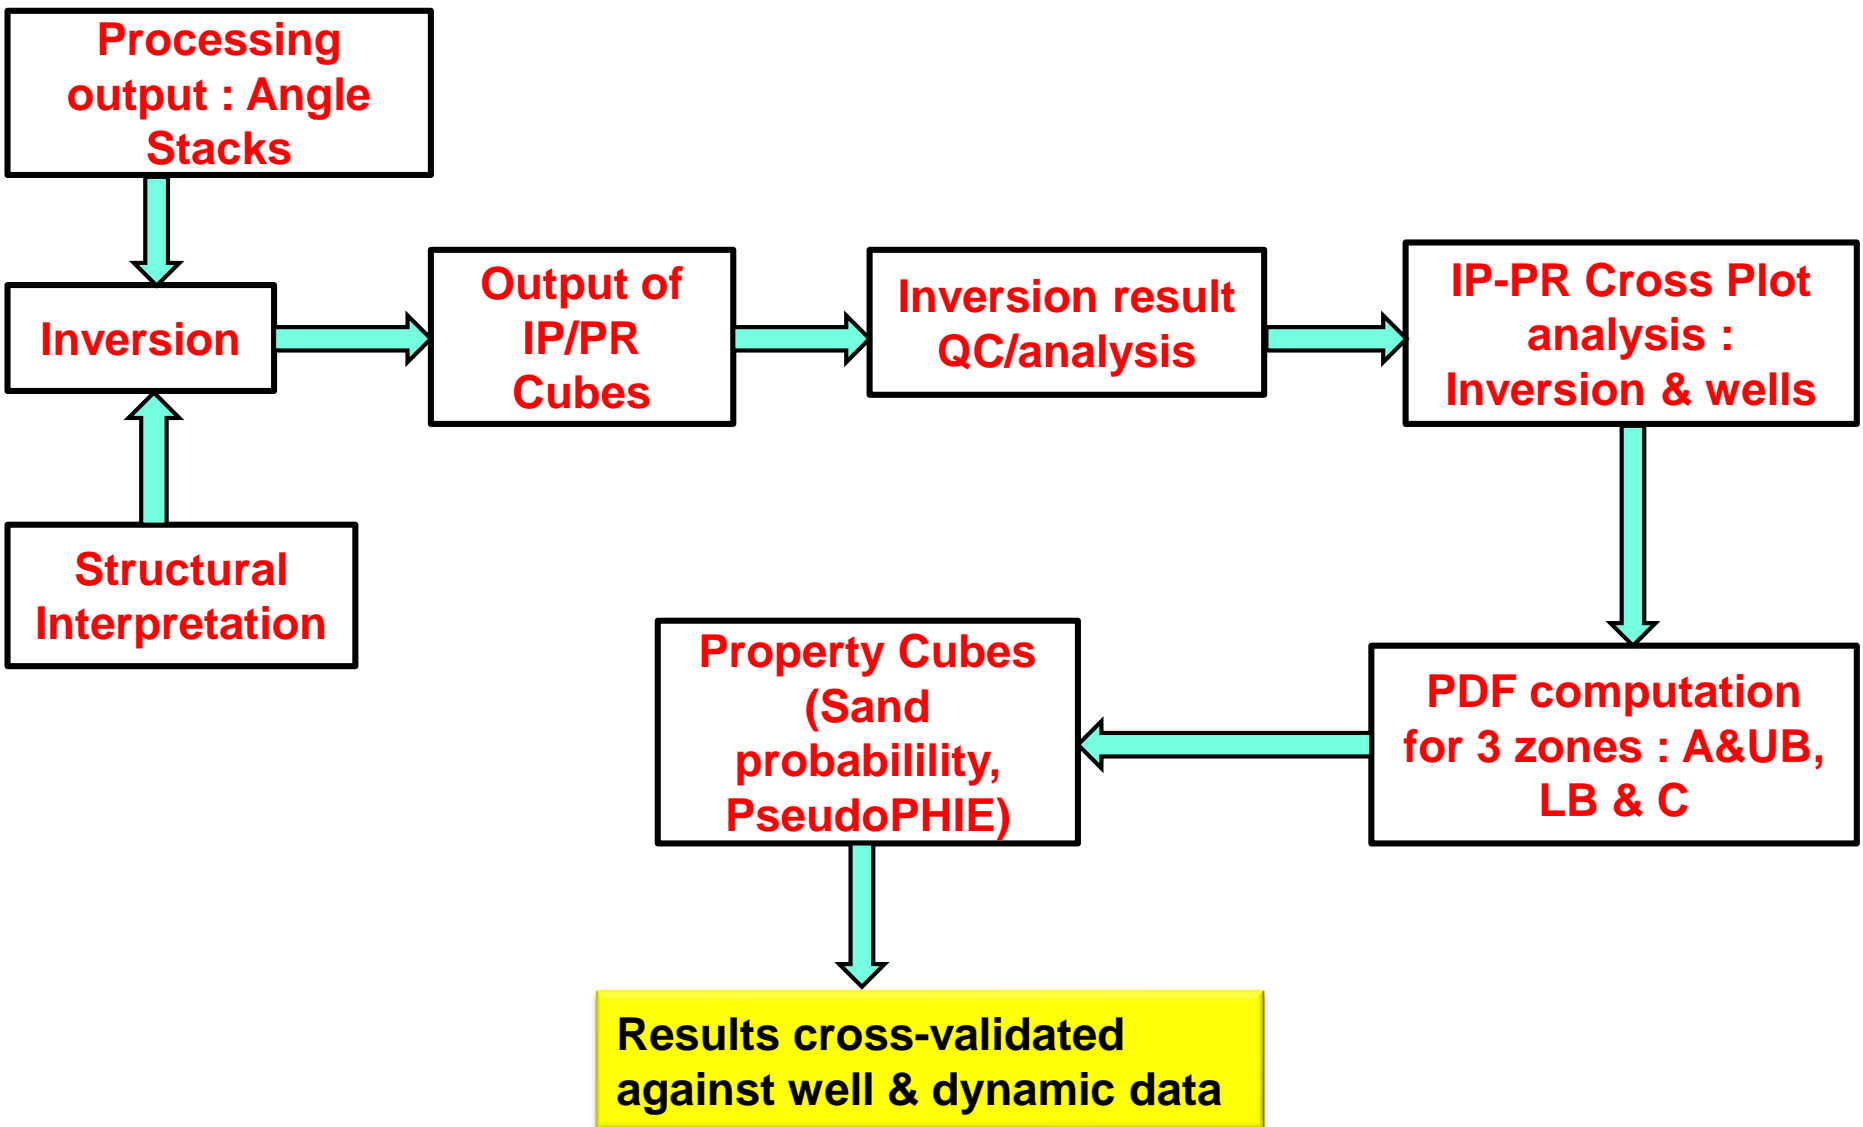 Processing
output : Angle
Stacks
Inversion
Structural
Interpretation
Output of
IP/PR
Cubes
Inversion result
QC/analysis
IP-PR Cross Plot
analysis :
Inversion & wells
PDF computation
for 3 zones : A&UB,
LB & C
Property Cubes
(Sand
probabilility,
PseudoPHIE)
Results cross-validated
against well & dynamic data